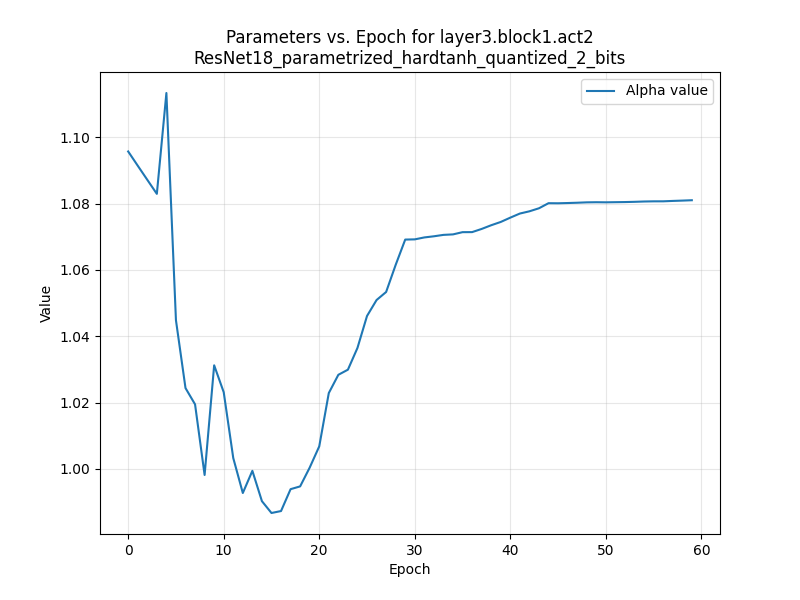 Parameters vs. Epoch for layer3.block1.act2
ResNet18_parametrized_hardtanh_quantized_2_bits
Alpha value
1.10
1.08
1.06
1.04
1.02
1.00
Value
0 10 20 30 40 50 60
Epoch